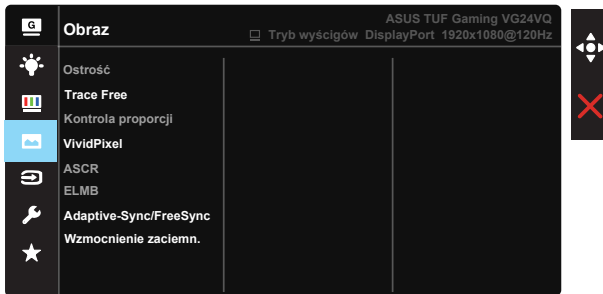 G
Obraz
ASUS TUF Gaming VG24VQ
Tryb wyścigów DisplayPort 1920x1080@120Hz
Ostrość
Trace Free
Kontrola proporcji
VividPixel
ASCR
ELMB
Adaptive-Sync/FreeSync
Wzmocnienie zaciemn.